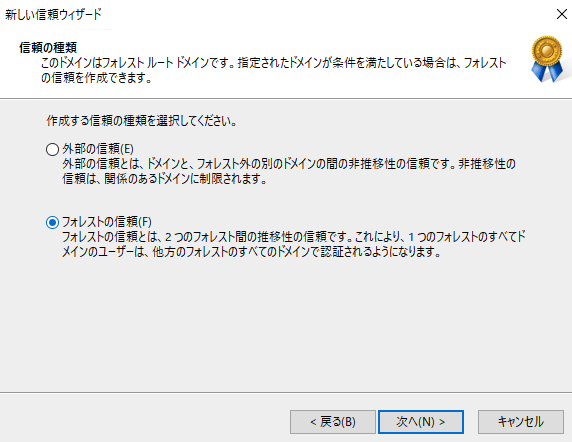 新しい信頼ウィザード
信頼の種類
このドメインはフォレスト ルート ドメインです。指定されたドメインが条件を満たしている場合は、フォレスト
の信頼を作成できます。
作成する信頼の種類を選択してください。
外部の信頼(E)
外部の信頼とは、ドメインと、フォレスト外の別のドメインの間の非推移性の信頼です。非推移性の
信頼は、関係のあるドメインに制限されます。
フォレストの信頼(F)
フォレストの信頼とは、2 つのフォレスト間の推移性の信頼です。これにより、1 つのフォレストのすべてド
メインのユーザーは、他方のフォレストのすべてのドメインで認証されるようになります。
< 戻る(B)
次へ(N) >
キャンセル